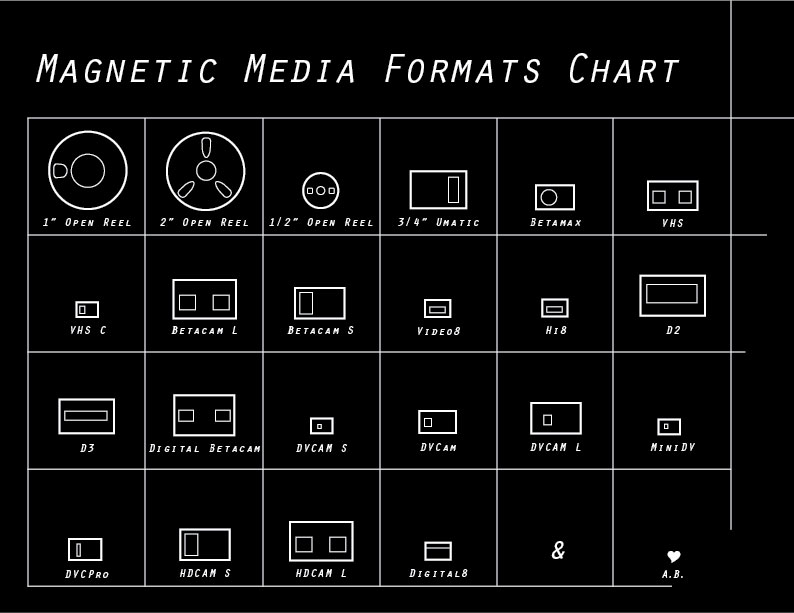 Magnetic Media Formats Chart
1" Open Reel
2" Open Reel
1/2" Open Reel
3/4" Umatic
Betamax
VHS
VHS C
Betacam L
Betacam S
Video8
Hi8
D2
D3
Digital Betacam
DVCAM S
DVCam
DVCAM L
MiniDV
DVCPro
HDCAM S
HDCAM L
Digital8
&
A.B.